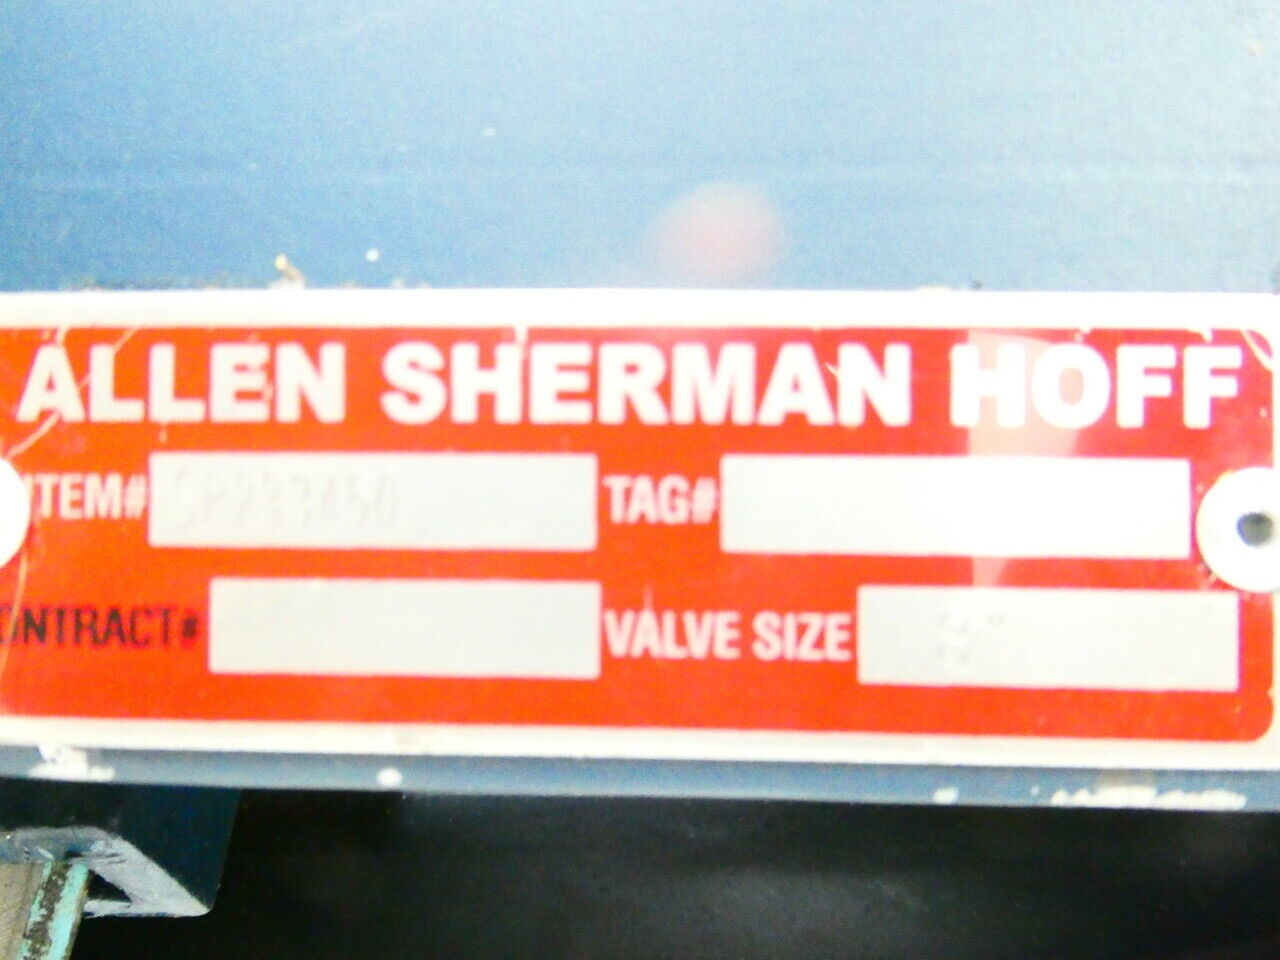 ALLEN SHERMAN HOFF
ITEM# TAG#
CONTRACT# VALVE SIZE